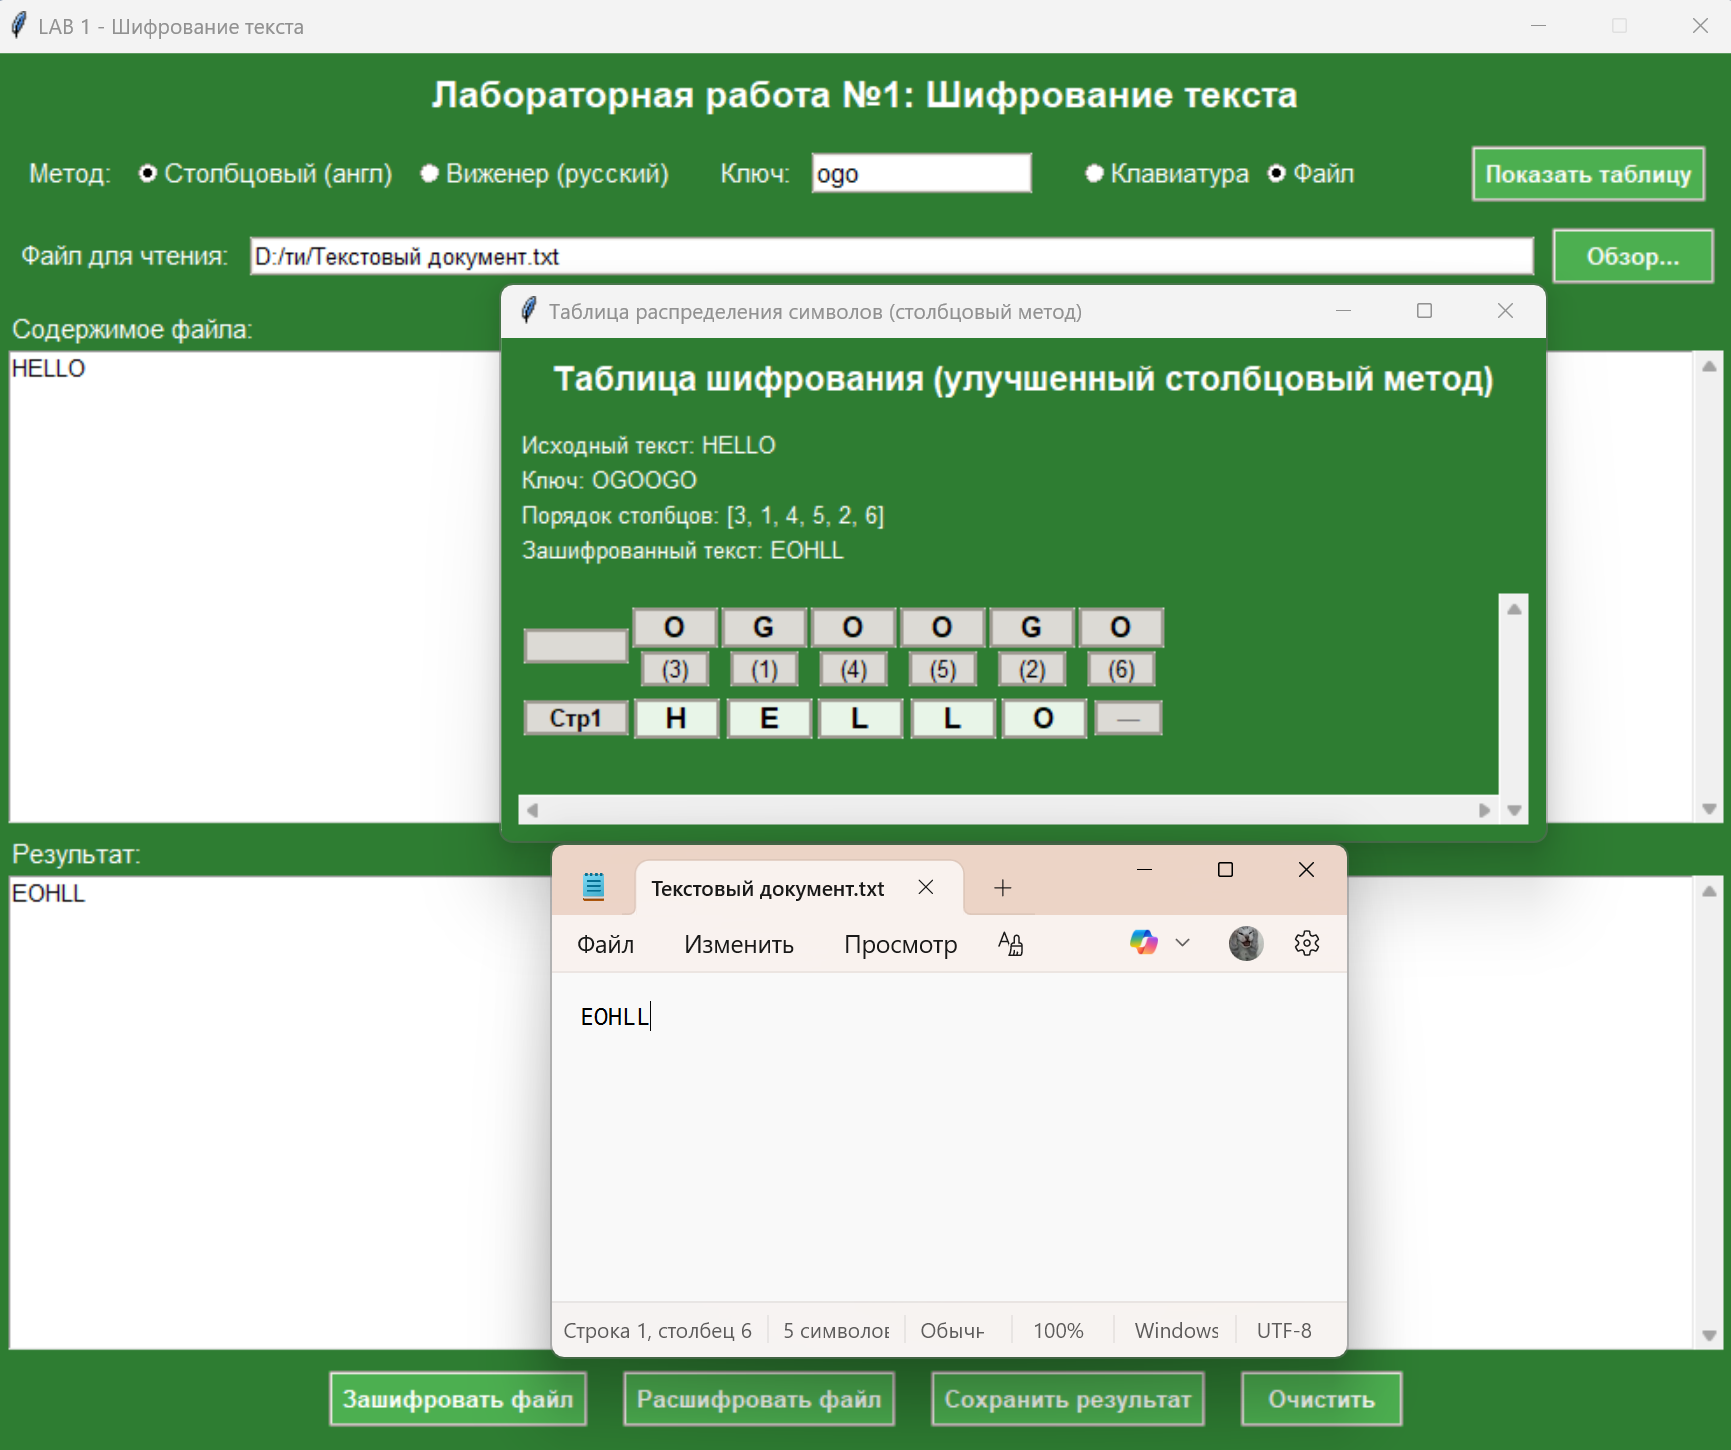 LAB 1 - Шифрование текста
Лабораторная работа №1: Шифрование текста
Метод: Столбцовый (англ) Виженер (русский) Ключ: ogo Клавиатура Файл Показать таблицу
Файл для чтения: D:/ти/Текстовый документ.txt Обзор...
Содержимое файла:
HELLO
Таблица распределения символов (столбцовый метод)
Таблица шифрования (улучшенный столбцовый метод)
Исходный текст: HELLO
Ключ: OGOOGO
Порядок столбцов: [3, 1, 4, 5, 2, 6]
Зашифрованный текст: EOHLL
O G O O G O
(3) (1) (4) (5) (2) (6)
Стр1 H E L L O —
Результат:
EOHLL
Текстовый документ.txt
Файл Изменить Просмотр
EOHLL
Строка 1, столбец 6 5 символов Обычн 100% Windows UTF-8
Зашифровать файл Расшифровать файл Сохранить результат Очистить